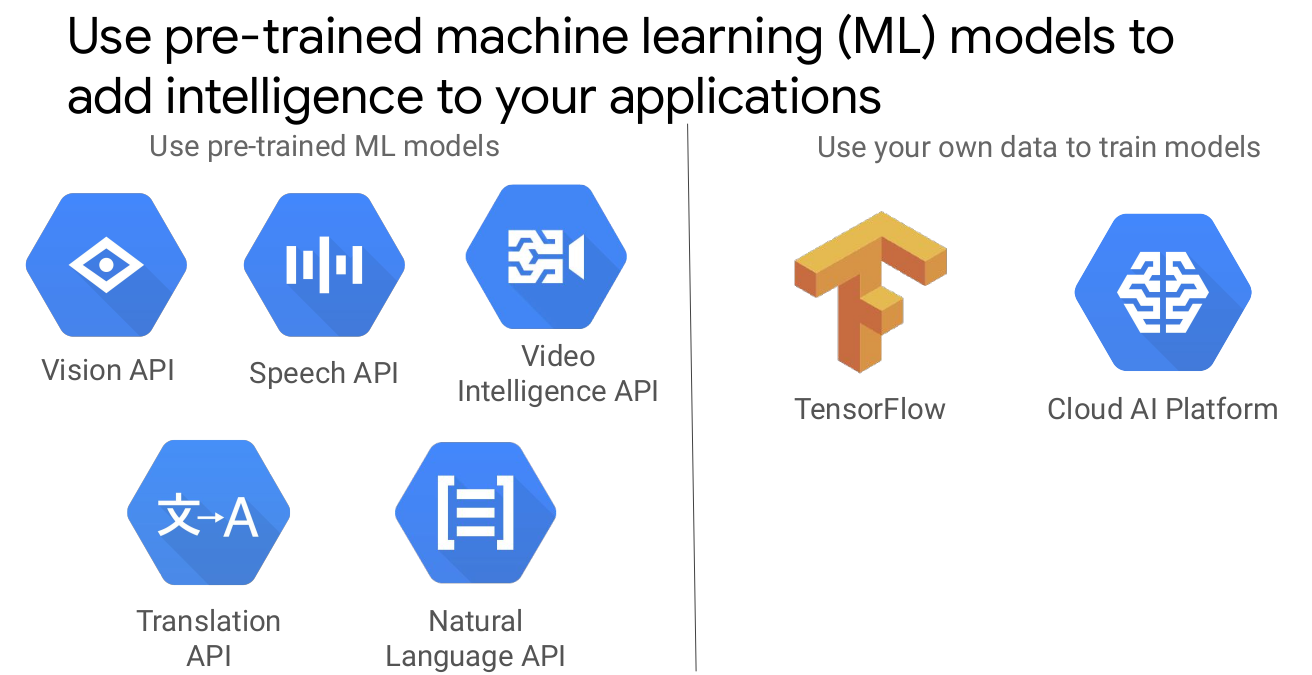 Use pre-trained machine learning (ML) models to
add intelligence to your applications
Use pre-trained ML models
Vision API
Speech API
Video
Intelligence API
文→A
Translation
API
Natural
Language API
Use your own data to train models
TensorFlow
Cloud AI Platform